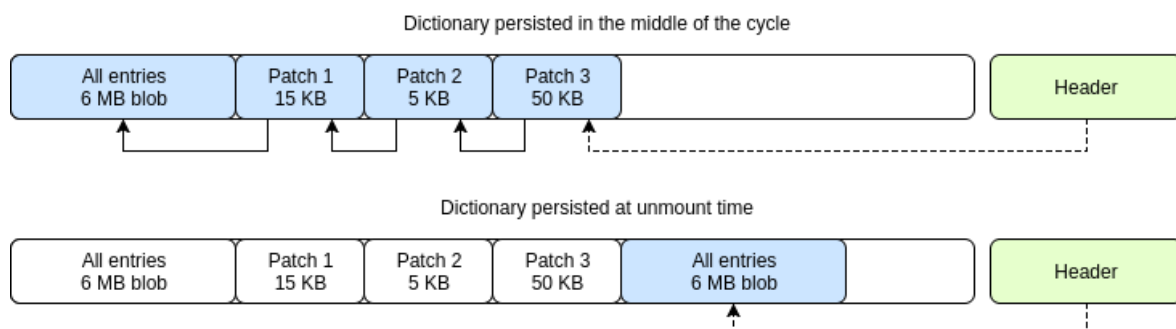 Dictionary persisted in the middle of the cycle
All entries
6 MB blob
Patch 1
15 KB
Patch 2
5 KB
Patch 3
50 KB
Header
Dictionary persisted at unmount time
All entries
6 MB blob
Patch 1
15 KB
Patch 2
5 KB
Patch 3
50 KB
All entries
6 MB blob
Header